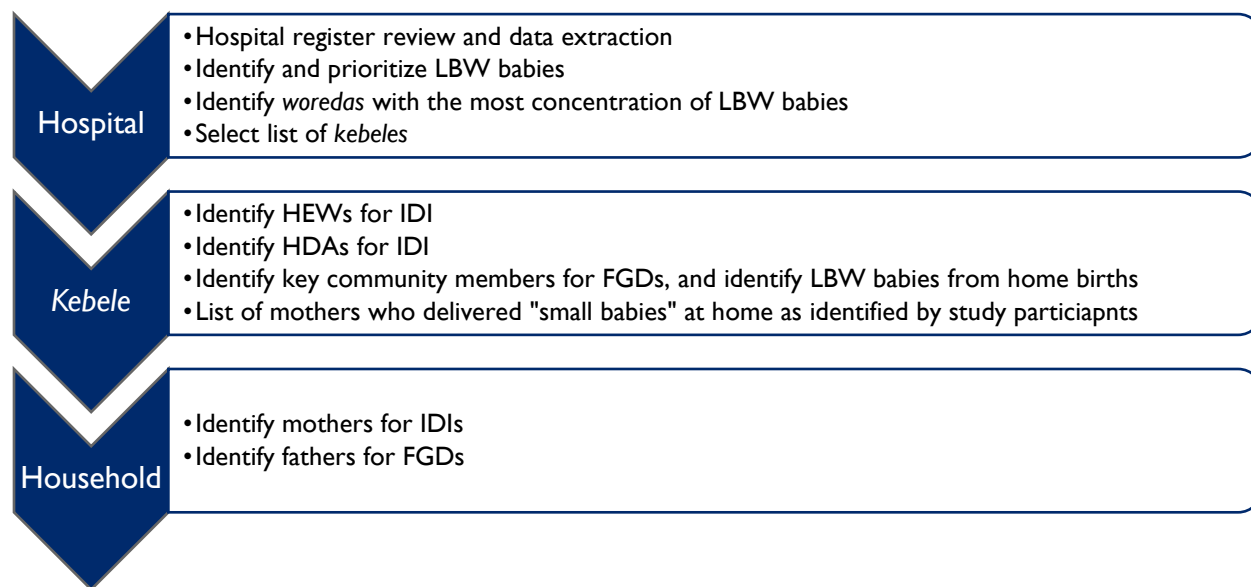 Hospital
•Hospital register review and data extraction
•Identify and prioritize LBW babies
•Identify woredas with the most concentration of LBW babies
•Select list of kebeles
Kebele
•Identify HEWs for IDI
•Identify HDAs for IDI
•Identify key community members for FGDs, and identify LBW babies from home births
•List of mothers who delivered "small babies" at home as identified by study particiapnts
Household
•Identify mothers for IDIs
•Identify fathers for FGDs